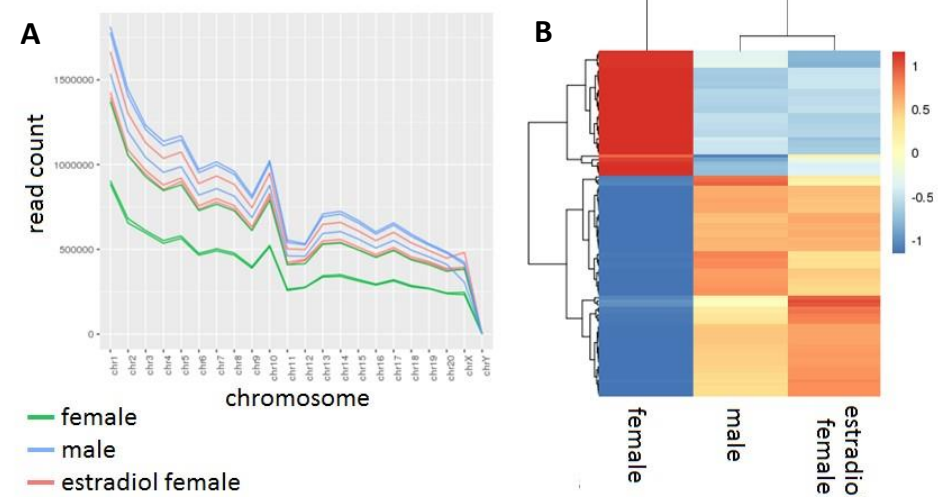 A
read count
1500000
1000000
500000
0
chr1
chr2
chr3
chr4
chr5
chr6
chr7
chr8
chr9
chr10
chr11
chr12
chr13
chr14
chr15
chr16
chr17
chr18
chr19
chr20
chrX
chrY
chromosome
female
male
estradiol female
B
1
0.5
0
-0.5
-1
female
male
estradio
female